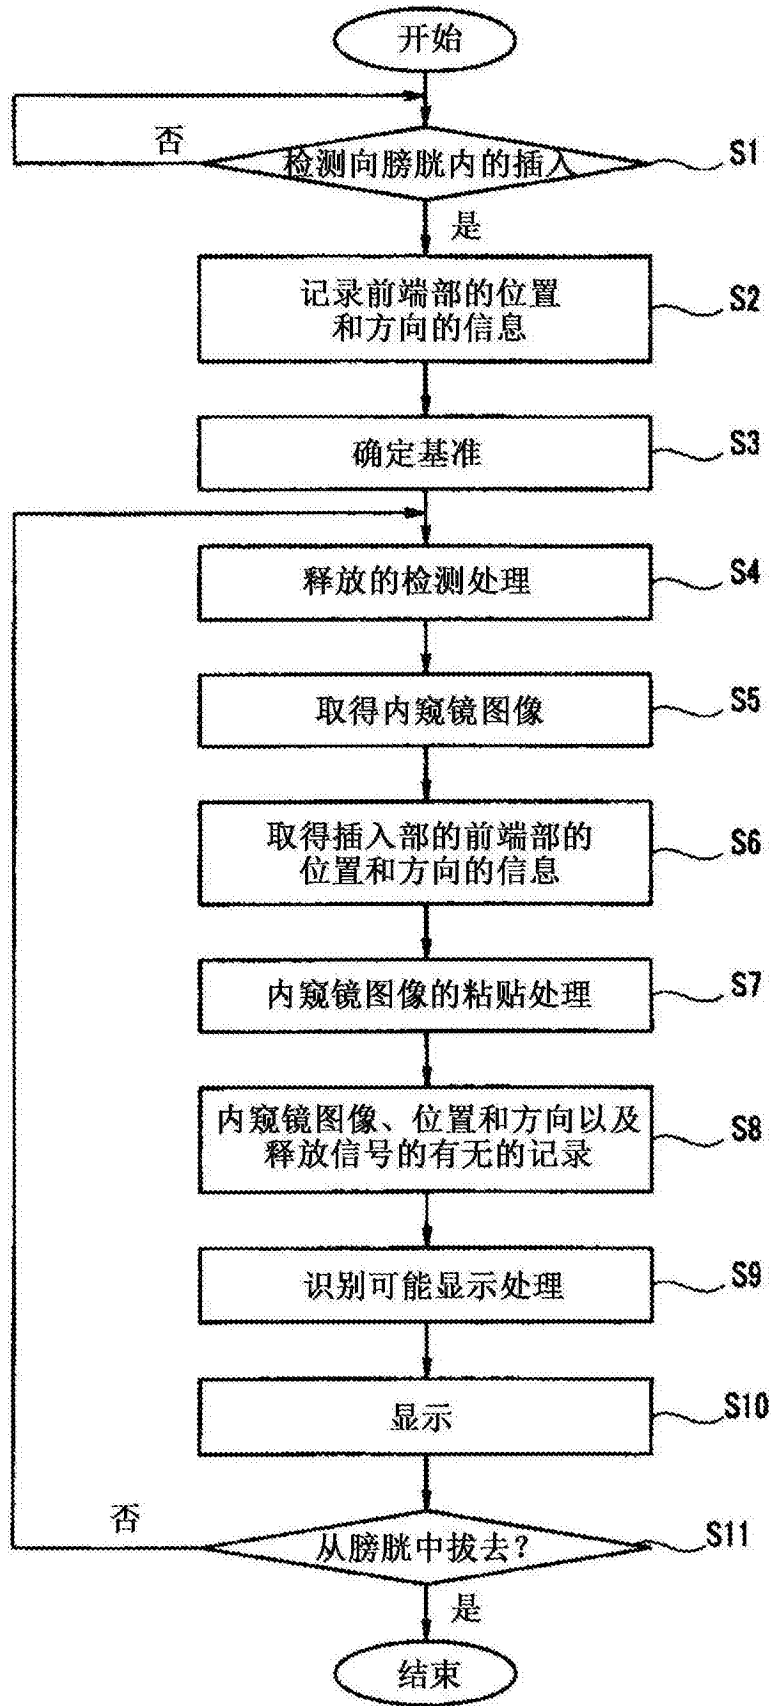 开始
否
检测向膀胱内的插入
S1
是
记录前端部的位置
和方向的信息
S2
确定基准
S3
释放的检测处理
S4
取得内窥镜图像
S5
取得插入部的前端部的
位置和方向的信息
S6
内窥镜图像的粘贴处理
S7
内窥镜图像、位置和方向以及
释放信号的有无的记录
S8
识别可能显示处理
S9
显示
S10
否
从膀胱中拔去?
S11
是
结束